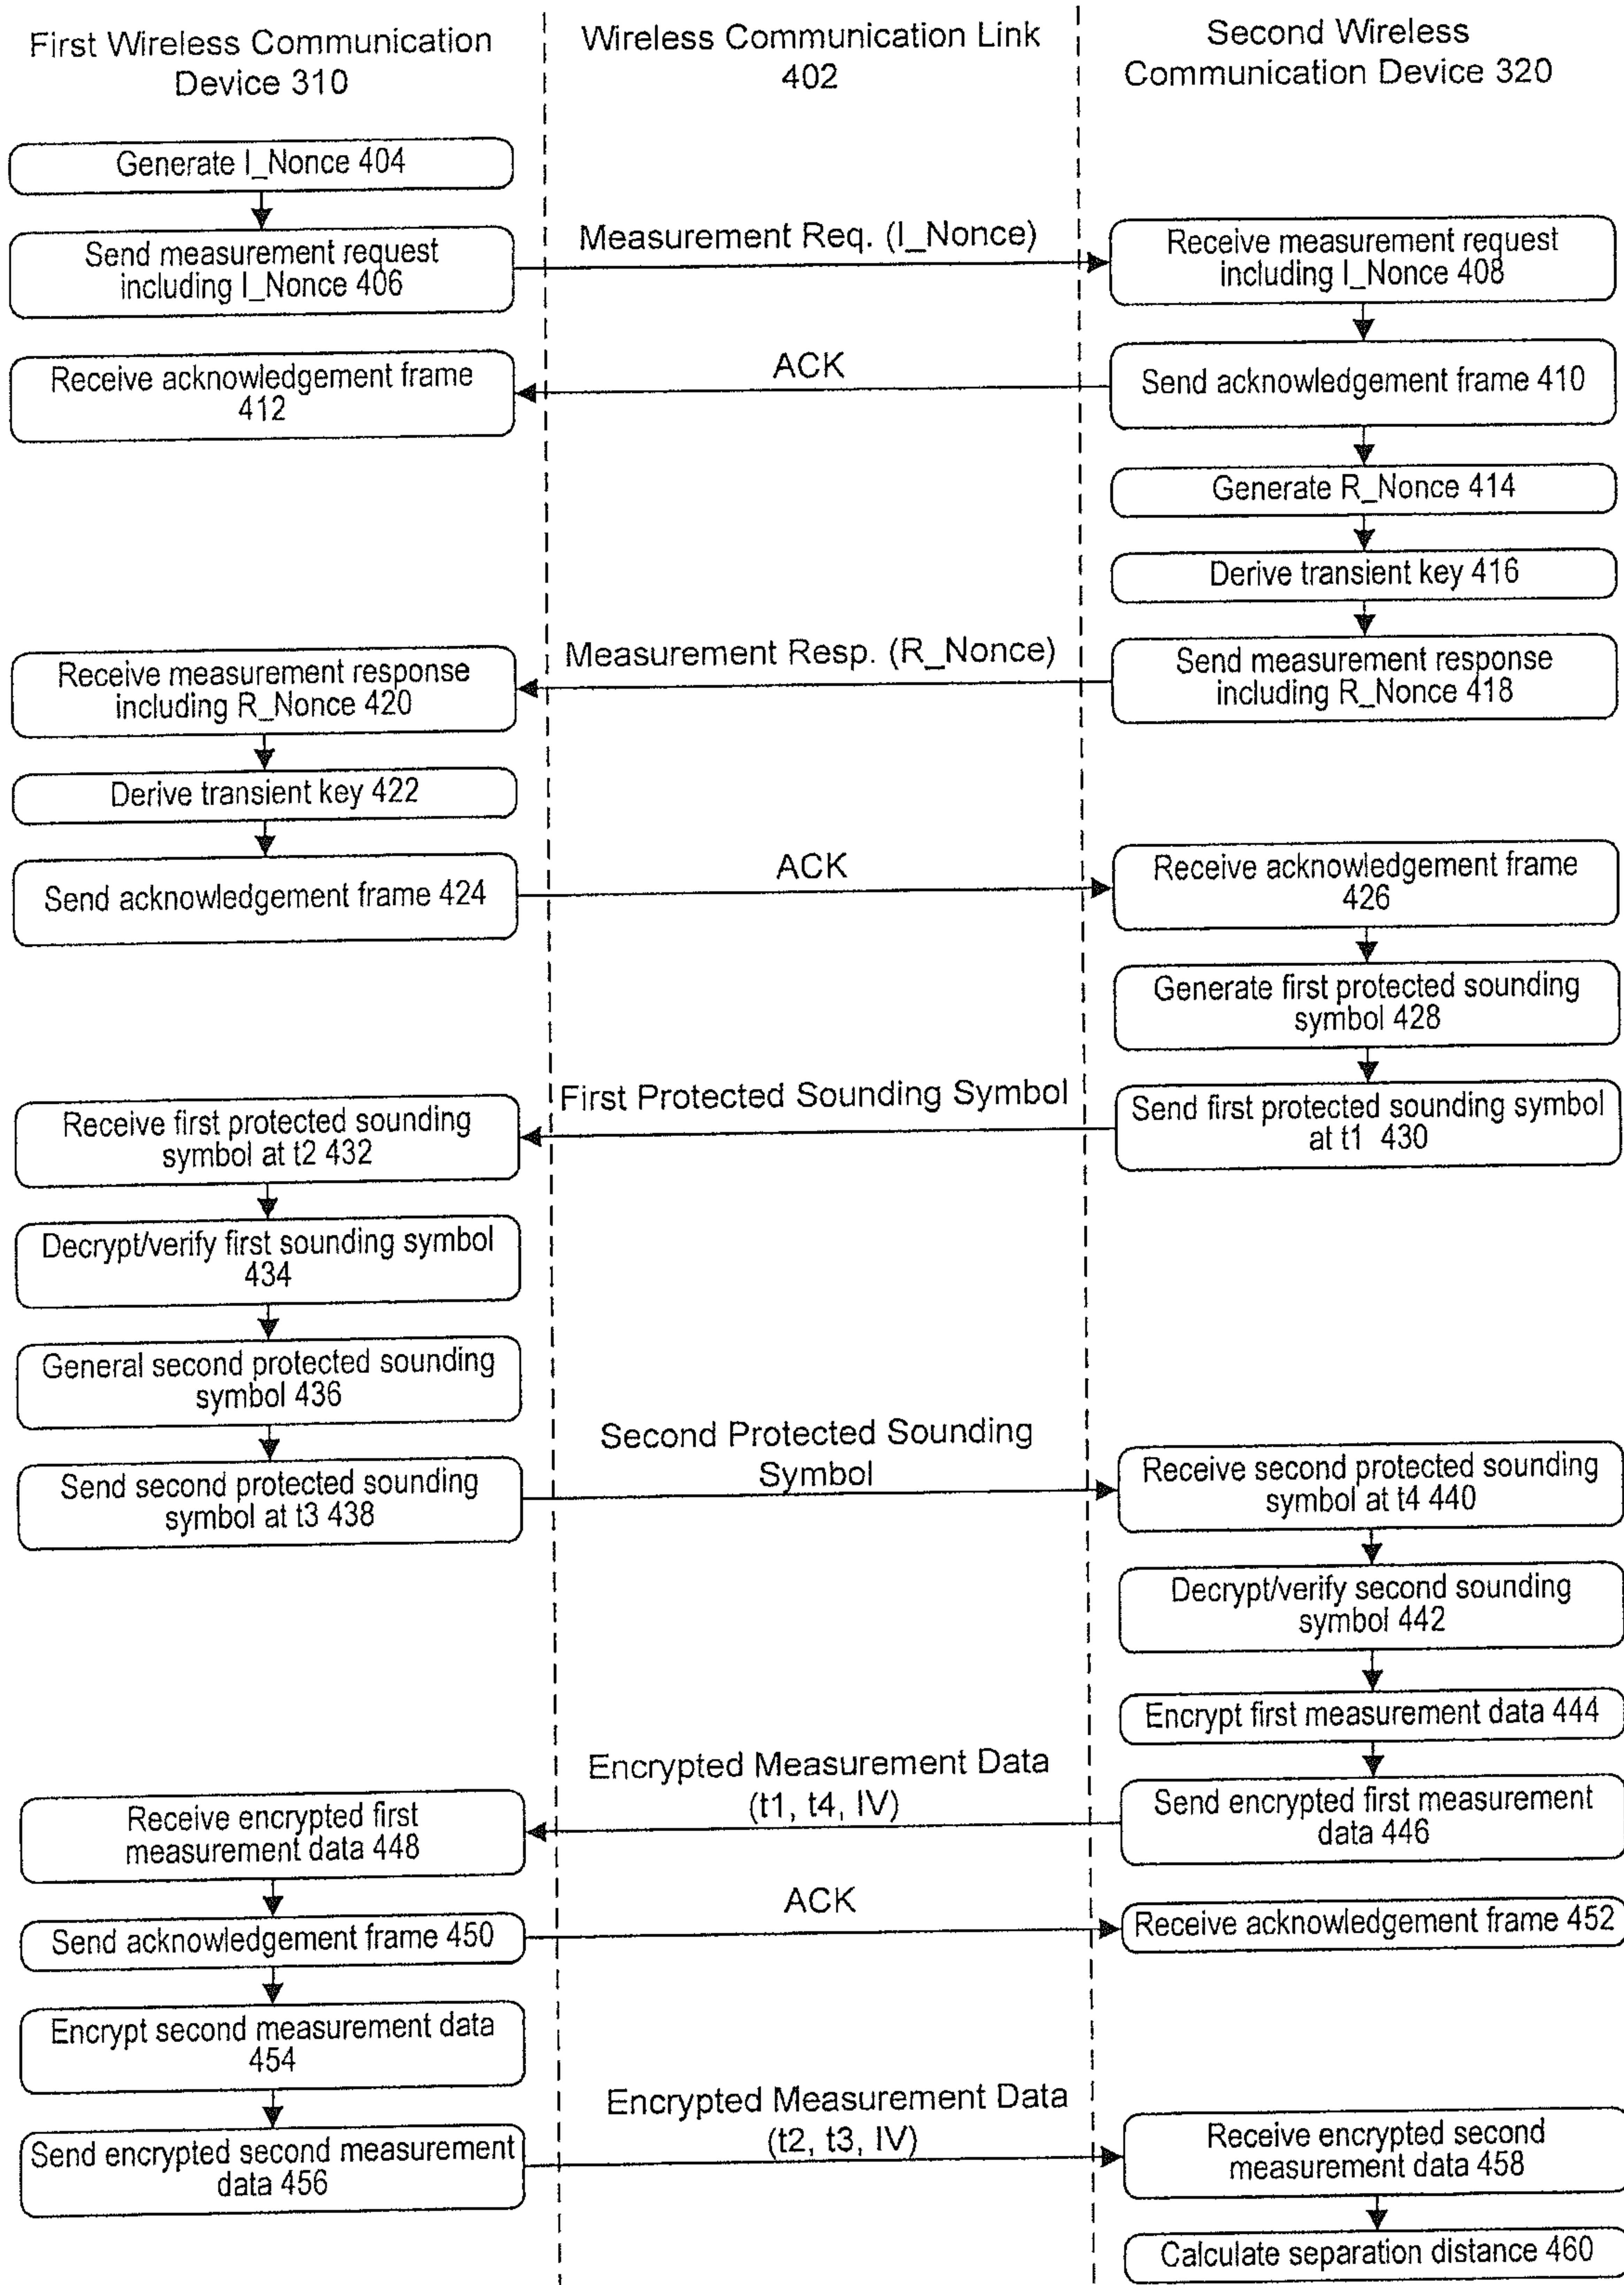 First Wireless Communication
Device 310
Wireless Communication Link
402
Second Wireless
Communication Device 320
Generate I_Nonce 404
Send measurement request
including I_Nonce 406
Measurement Req. (I_Nonce)
Receive measurement request
including I_Nonce 408
Receive acknowledgement frame
412
ACK
Send acknowledgement frame 410
Generate R_Nonce 414
Derive transient key 416
Receive measurement response
including R_Nonce 420
Measurement Resp. (R_Nonce)
Send measurement response
including R_Nonce 418
Derive transient key 422
Send acknowledgement frame 424
ACK
Receive acknowledgement frame
426
Generate first protected sounding
symbol 428
Receive first protected sounding
symbol at t2 432
First Protected Sounding Symbol
Send first protected sounding symbol
at t1 430
Decrypt/verify first sounding symbol
434
General second protected sounding
symbol 436
Send second protected sounding
symbol at t3 438
Second Protected Sounding
Symbol
Receive second protected sounding
symbol at t4 440
Decrypt/verify second sounding
symbol 442
Encrypt first measurement data 444
Receive encrypted first
measurement data 448
Encrypted Measurement Data
(t1, t4, IV)
Send encrypted first measurement
data 446
Send acknowledgement frame 450
ACK
Receive acknowledgement frame 452
Encrypt second measurement data
454
Send encrypted second measurement
data 456
Encrypted Measurement Data
(t2, t3, IV)
Receive encrypted second
measurement data 458
Calculate separation distance 460